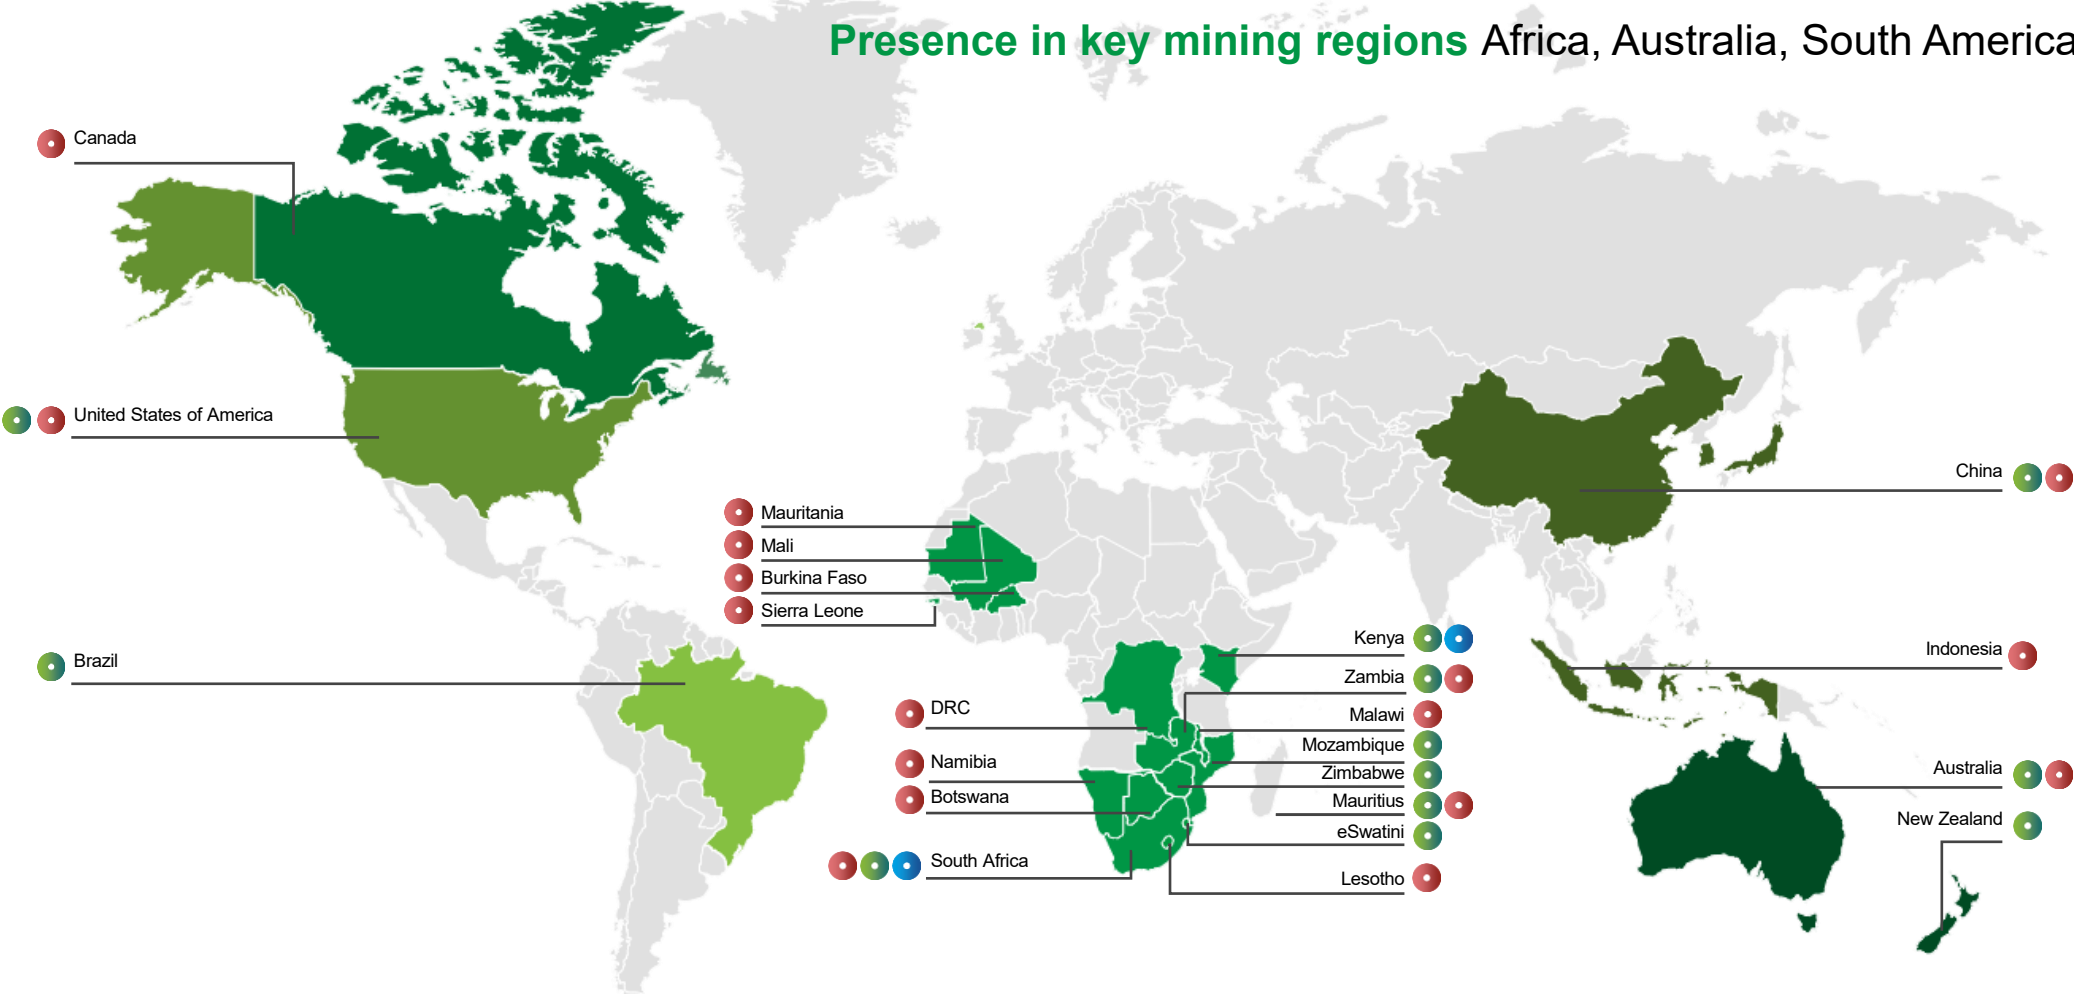 Presence in key mining regions Africa, Australia, South America
Canada
United States of America
Brazil
Mauritania
Mali
Burkina Faso
Sierra Leone
DRC
Namibia
Botswana
South Africa
Kenya
Zambia
Malawi
Mozambique
Zimbabwe
Mauritius
eSwatini
Lesotho
China
Indonesia
Australia
New Zealand